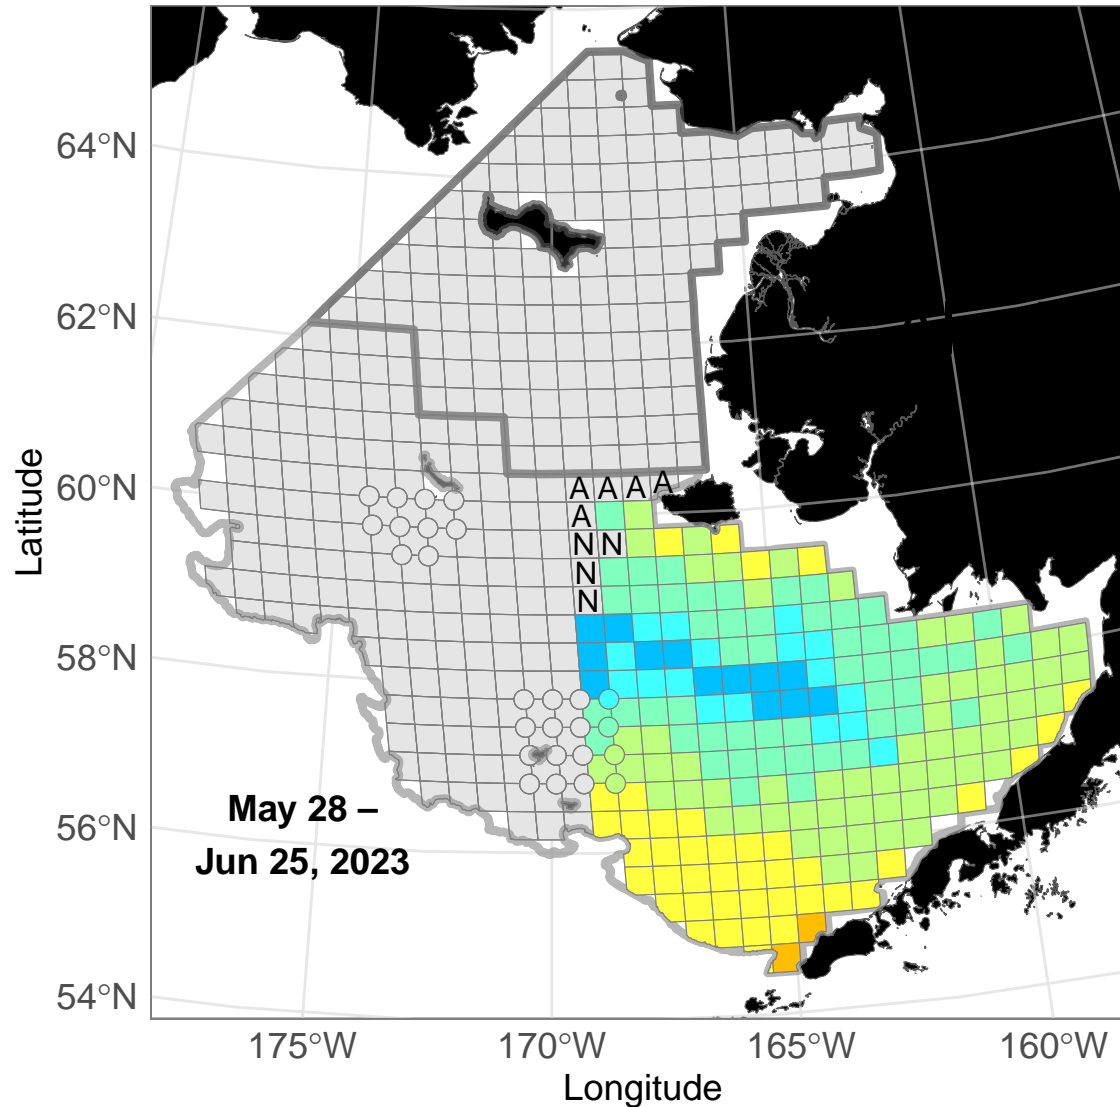 64°N
62°N
60°N
58°N
56°N
54°N
Latitude
A A A A
A
N N
N
N
May 28 –
Jun 25, 2023
175°W 170°W 165°W 160°W
Longitude